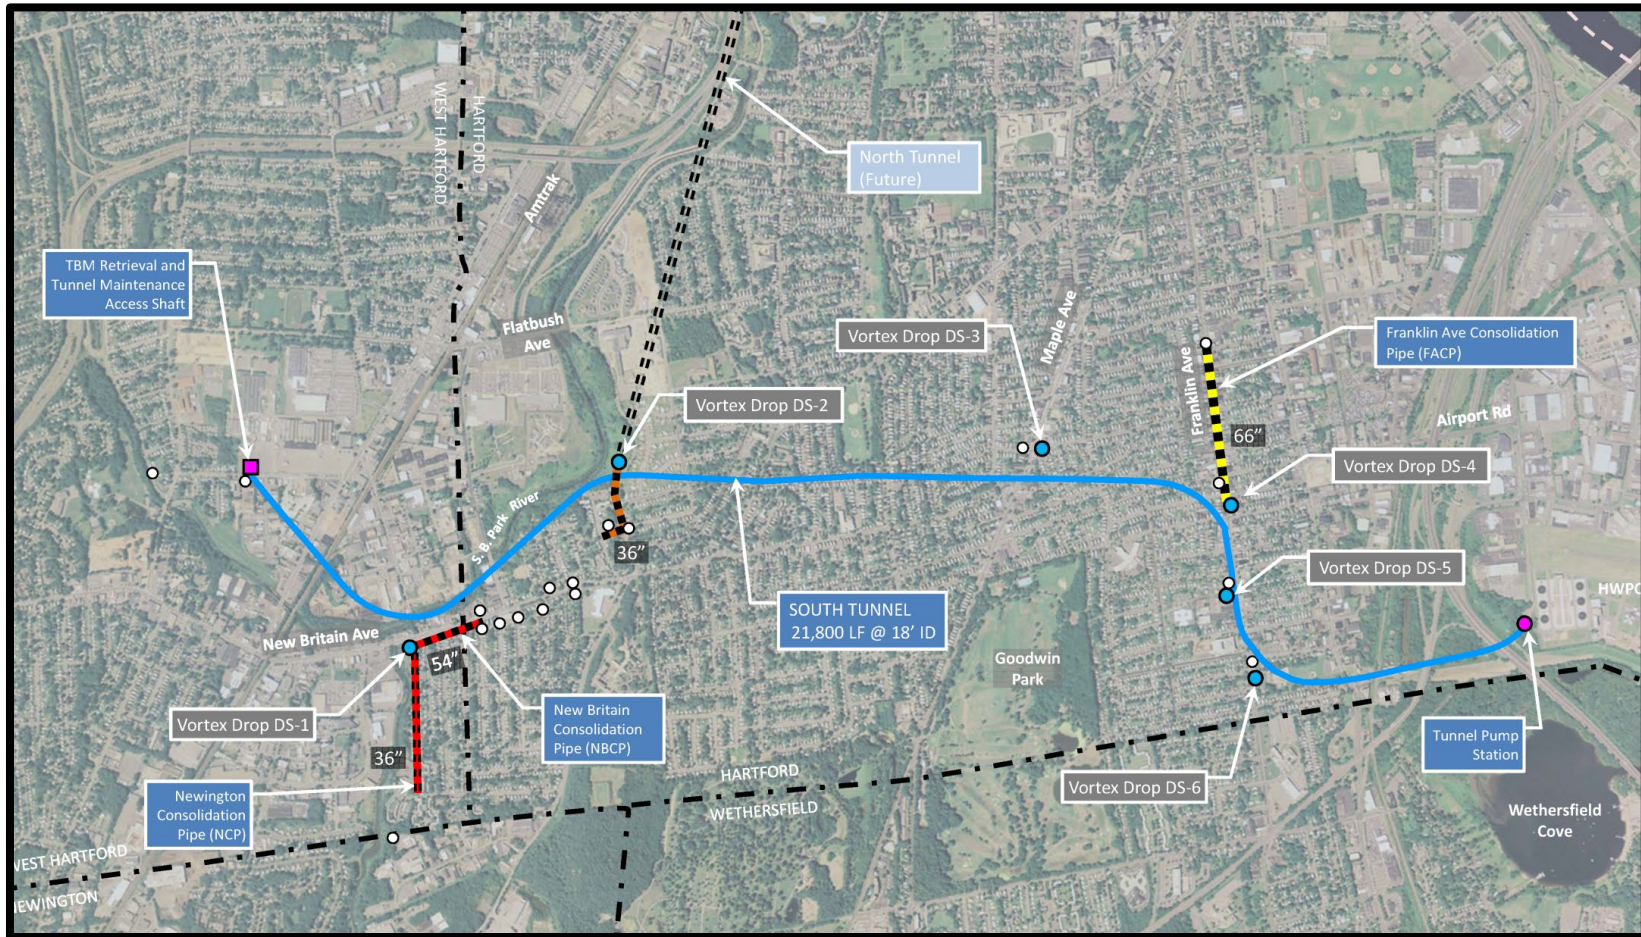 WEST HARTFORD
HARTFORD
North Tunnel
(Future)
Amtrak
TBM Retrieval and
Tunnel Maintenance
Access Shaft
Flatbush
Ave
Vortex Drop DS-3
Maple Ave
Franklin Ave
Franklin Ave Consolidation
Pipe (FACP)
Airport Rd
66”
Vortex Drop DS-2
Vortex Drop DS-4
S. B. Park River
36”
Vortex Drop DS-5
HWPC
SOUTH TUNNEL
21,800 LF @ 18’ ID
New Britain Ave
54”
Goodwin
Park
Vortex Drop DS-1
New Britain
Consolidation
Pipe (NBCP)
36”
Tunnel Pump
Station
Newington
Consolidation
Pipe (NCP)
HARTFORD
WETHERSFIELD
Vortex Drop DS-6
Wethersfield
Cove
WEST HARTFORD
NEWINGTON